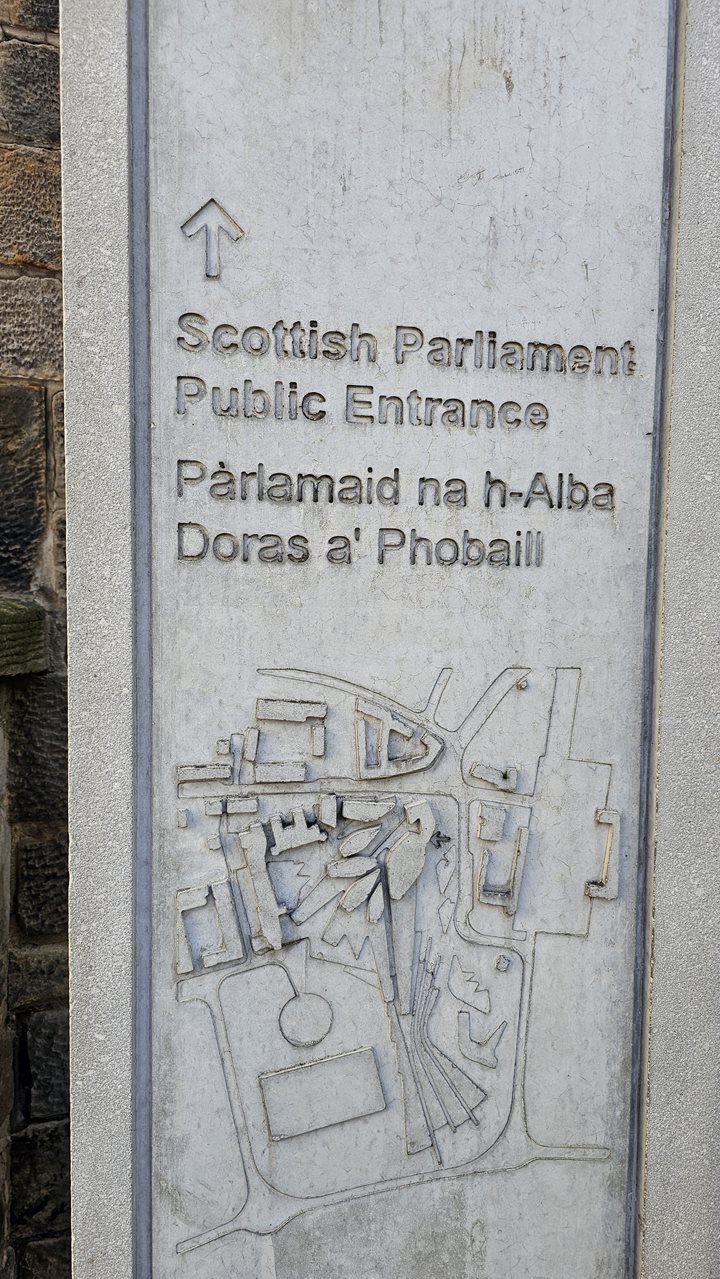 Scottish Parliament
Public Entrance
Pàrlamaid na h-Alba
Doras a' Phobaill